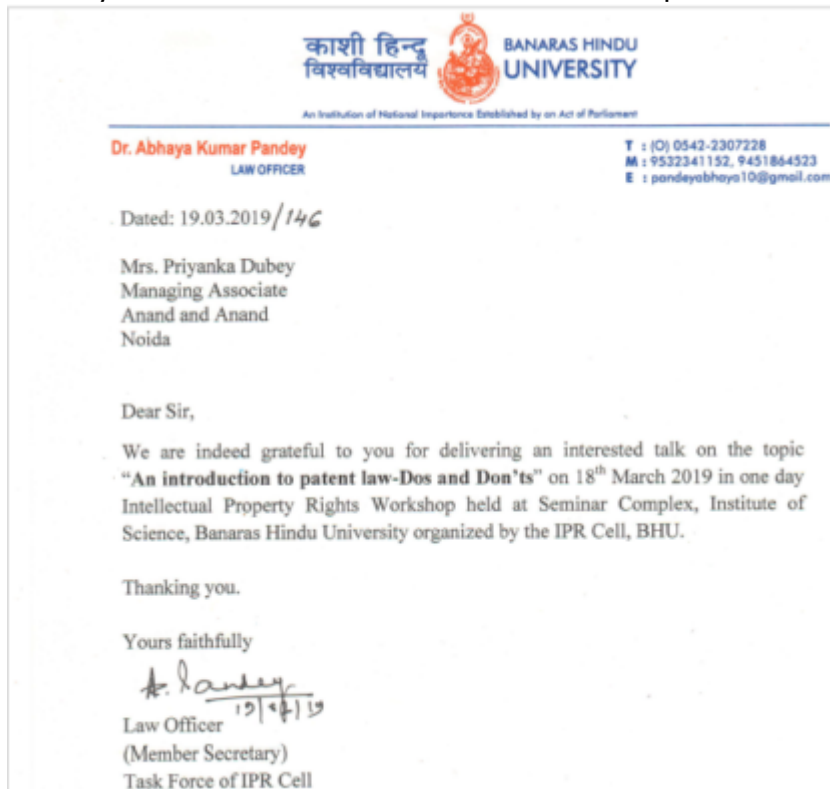 काशी हिन्दू
विश्वविद्यालय
BANARAS HINDU
UNIVERSITY
An Institution of National Importance Established by an Act of Parliament
Dr. Abhaya Kumar Pandey
LAW OFFICER
T : (O) 0542-2307228
M : 9532341152, 9451864523
E : pandeyabhaya10@gmail.com
Dated: 19.03.2019/146
Mrs. Priyanka Dubey
Managing Associate
Anand and Anand
Noida
Dear Sir,
We are indeed grateful to you for delivering an interested talk on the topic
“An introduction to patent law-Dos and Don’ts” on 18th March 2019 in one day
Intellectual Property Rights Workshop held at Seminar Complex, Institute of
Science, Banaras Hindu University organized by the IPR Cell, BHU.
Thanking you.
Yours faithfully
A. Pandey
Law Officer
(Member Secretary)
Task Force of IPR Cell